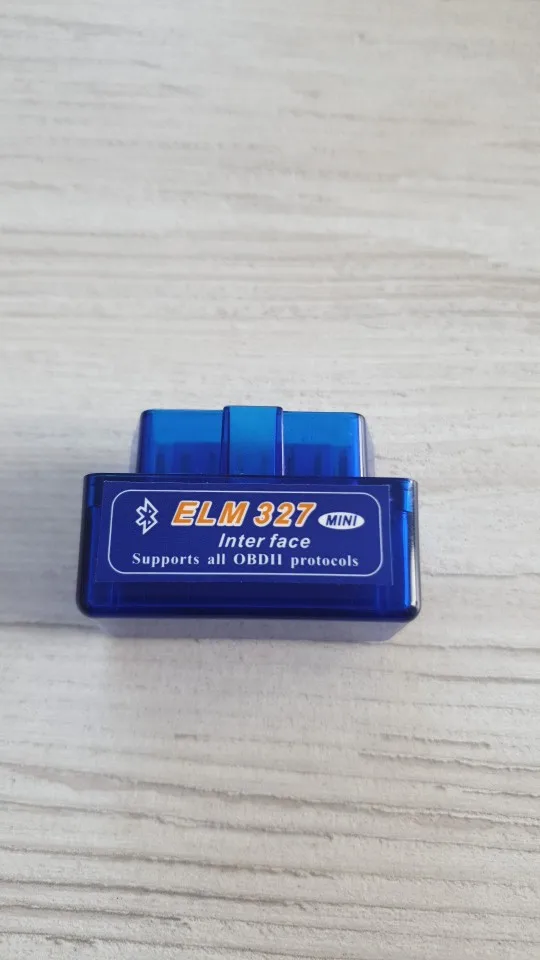 ELM 327 MINI
Inter face
Supports all OBDII protocols